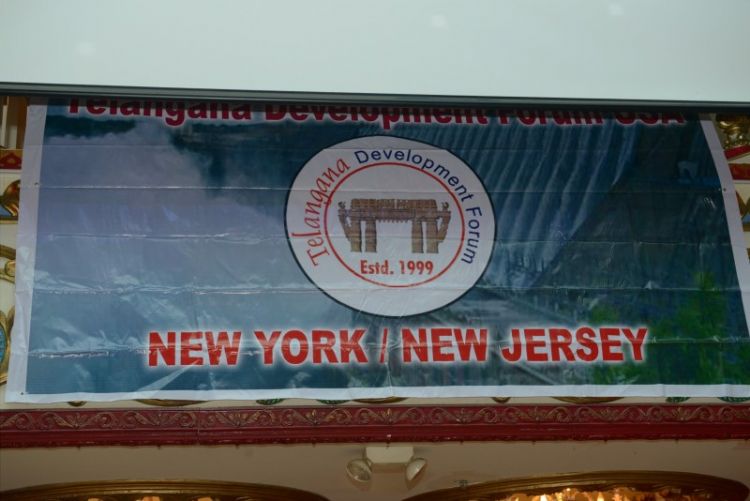 Telangana Development Forum USA
Telangana Development Forum
Estd. 1999
NEW YORK / NEW JERSEY